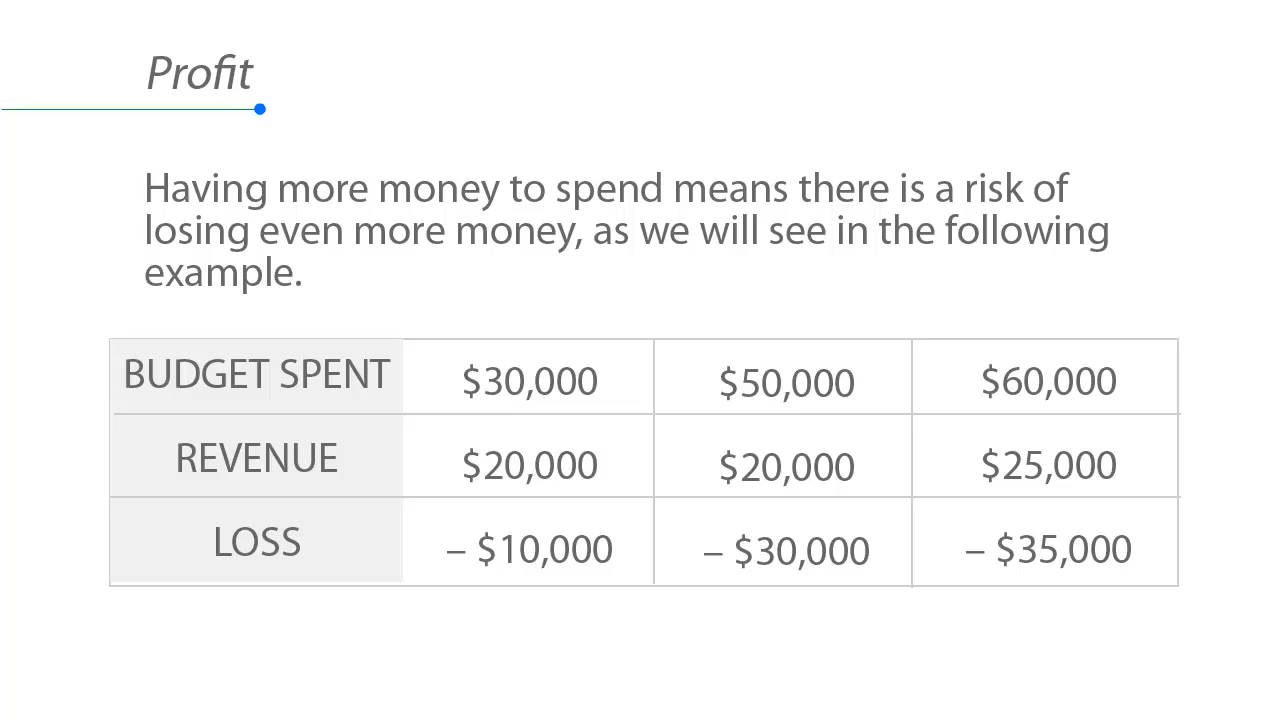 Profit
Having more money to spend means there is a risk of
losing even more money, as we will see in the following
example.
BUDGET SPENT $30,000 $50,000 $60,000
REVENUE $20,000 $20,000 $25,000
LOSS – $10,000 – $30,000 – $35,000